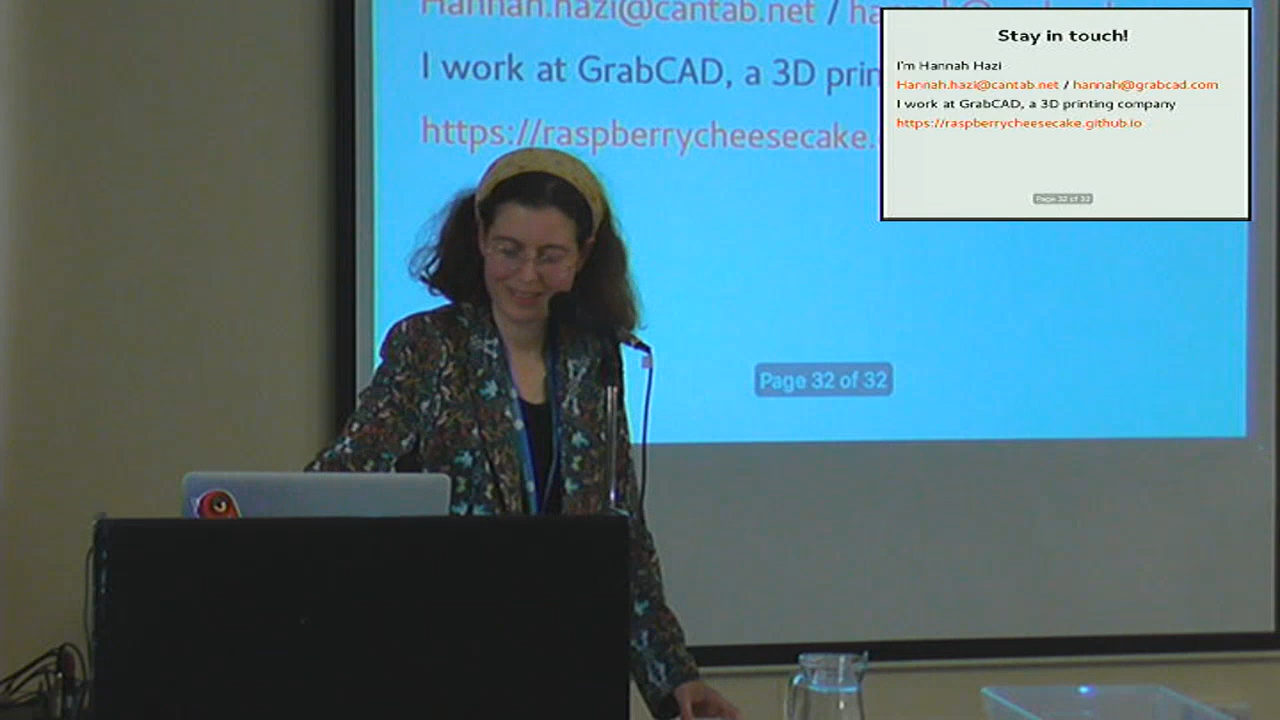 Hannah.hazi@cantab.net / 
I work at GrabCAD, a 3D
https://raspberrycheesecake.
Page 32 of 32
Stay in touch!
I'm Hannah Hazi
Hannah.hazi@cantab.net / hannah@grabcad.com
I work at GrabCAD, a 3D printing company
https://raspberrycheesecake.github.io
Page 32 of 32